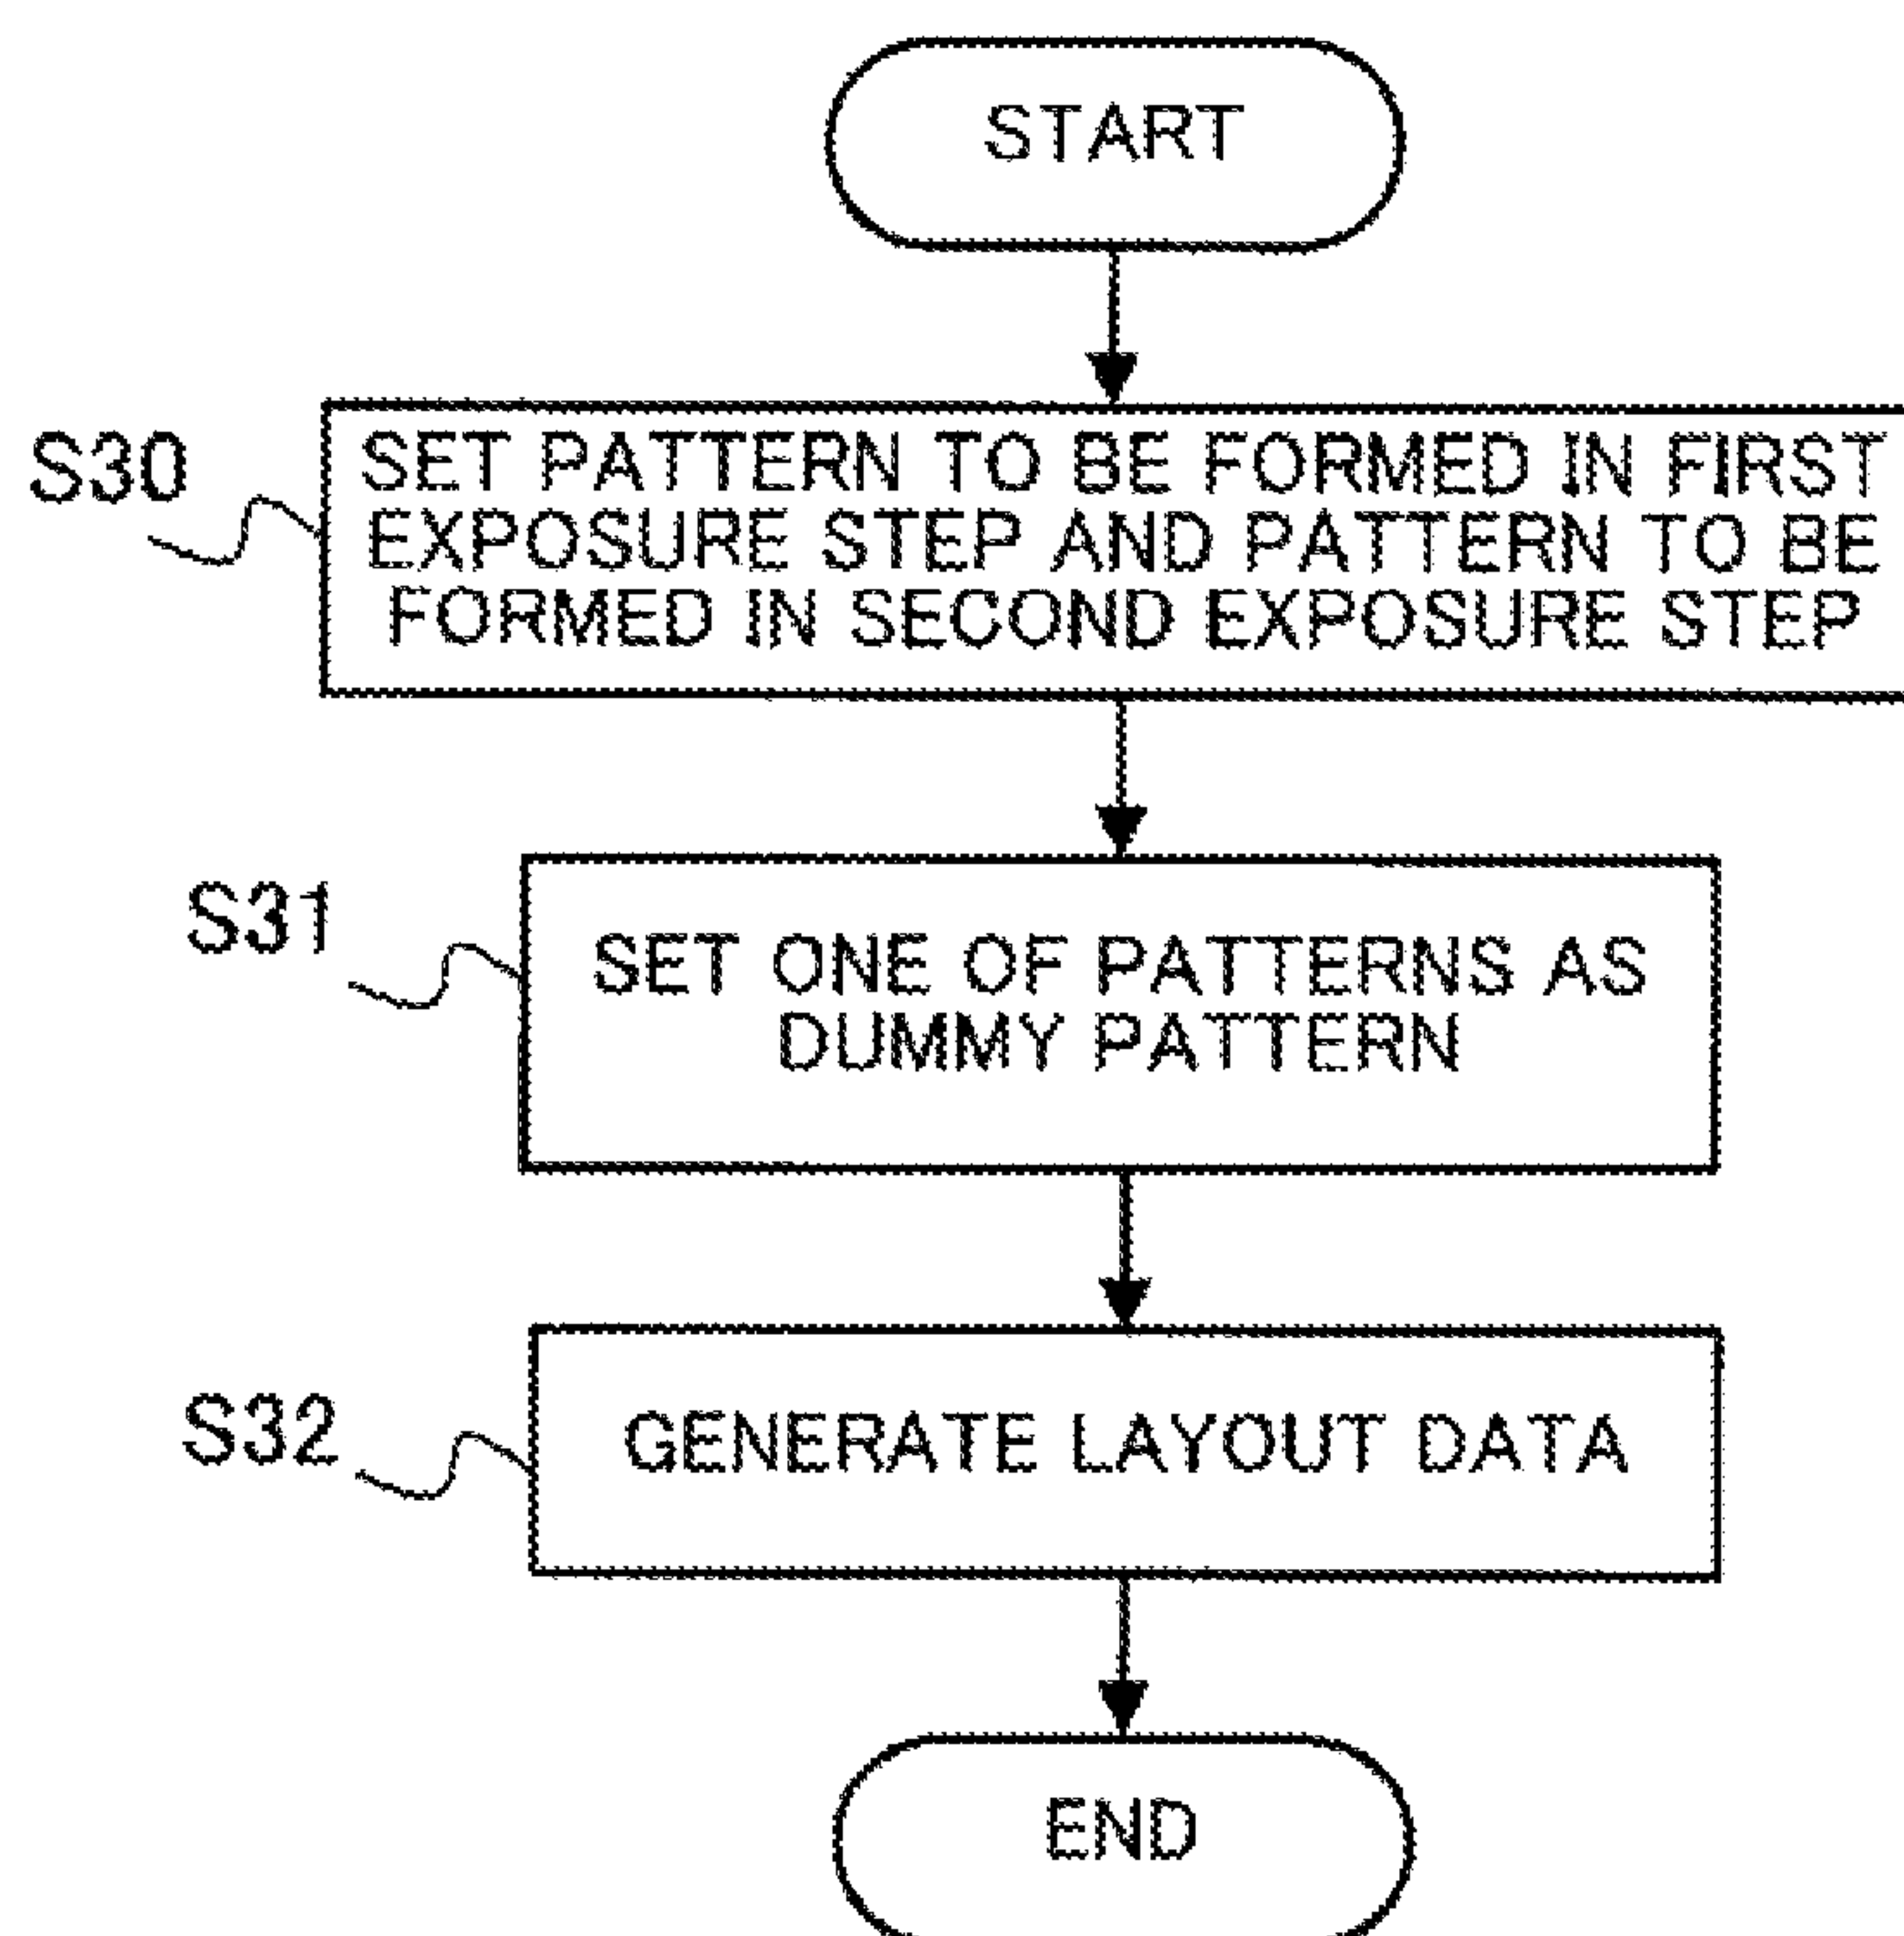 START
S30
SET PATTERN TO BE FORMED IN FIRST
EXPOSURE STEP AND PATTERN TO BE
FORMED IN SECOND EXPOSURE STEP
S31
SET ONE OF PATTERNS AS
DUMMY PATTERN
S32
GENERATE LAYOUT DATA
END